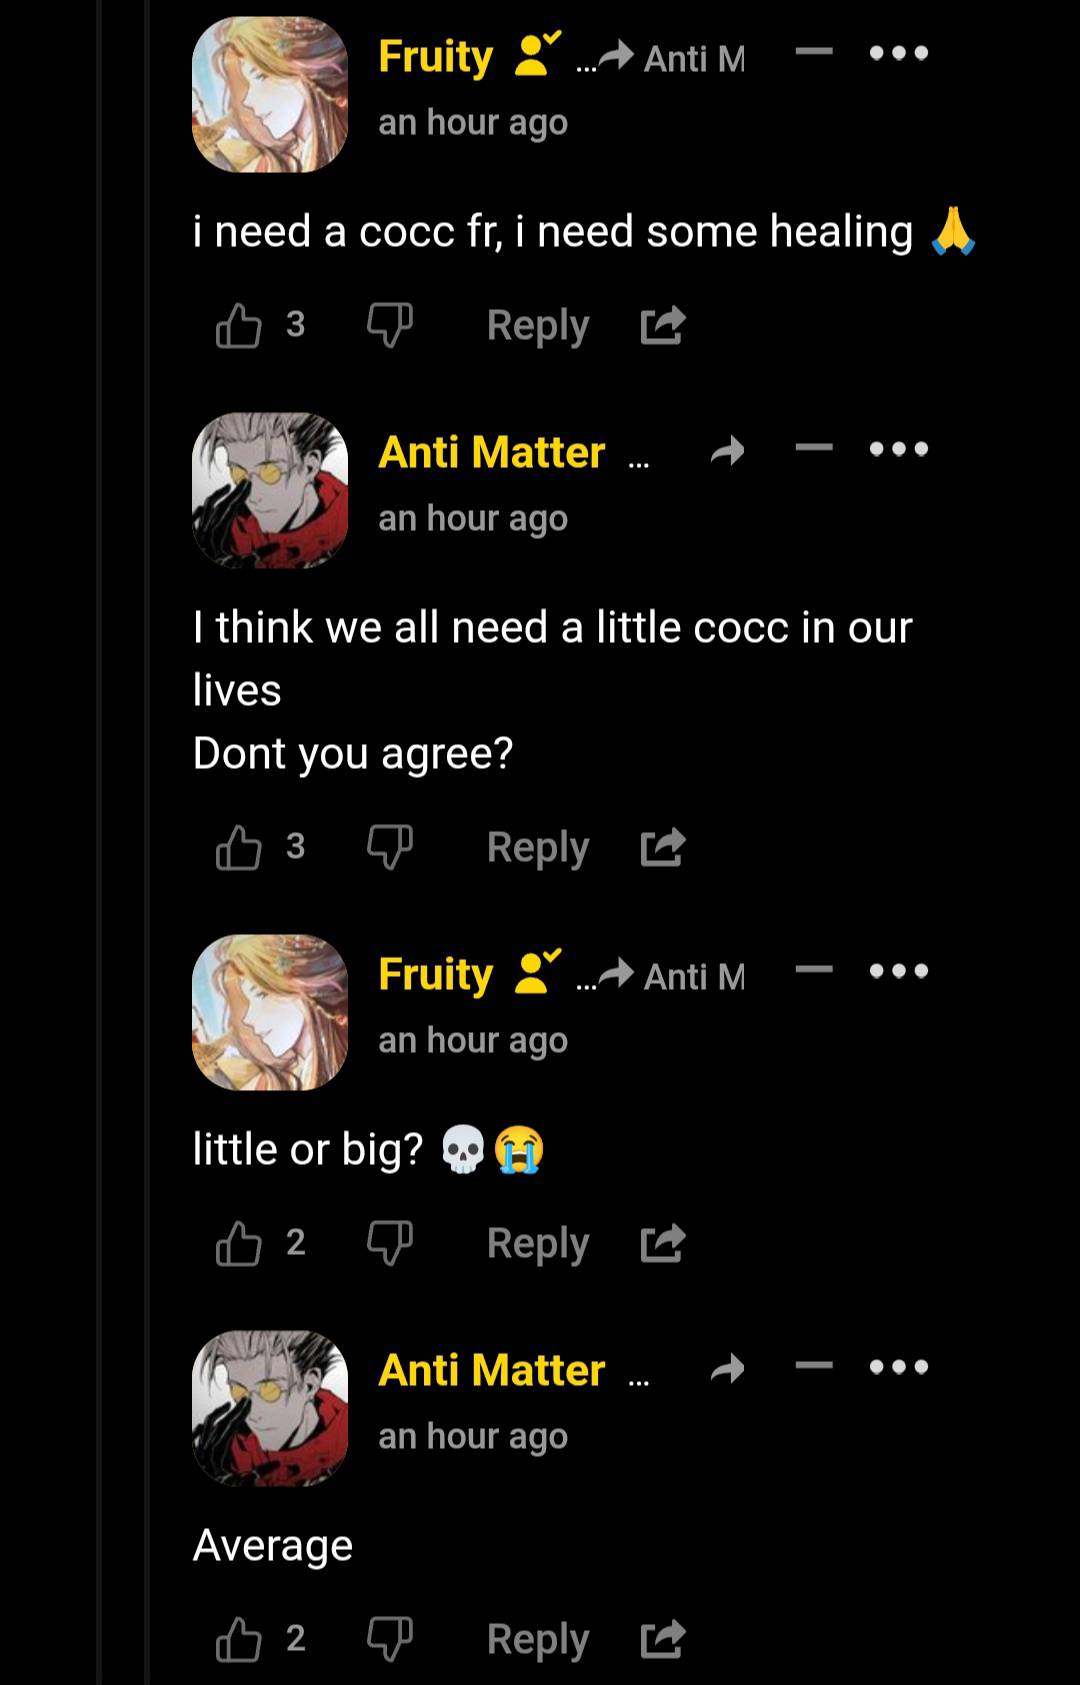 Fruity ... Anti M
an hour ago
i need a cocc fr, i need some healing 🙏
3 Reply
Anti Matter ...
an hour ago
I think we all need a little cocc in our
lives
Dont you agree?
3 Reply
Fruity ... Anti M
an hour ago
little or big? 💀😭
2 Reply
Anti Matter ...
an hour ago
Average
2 Reply